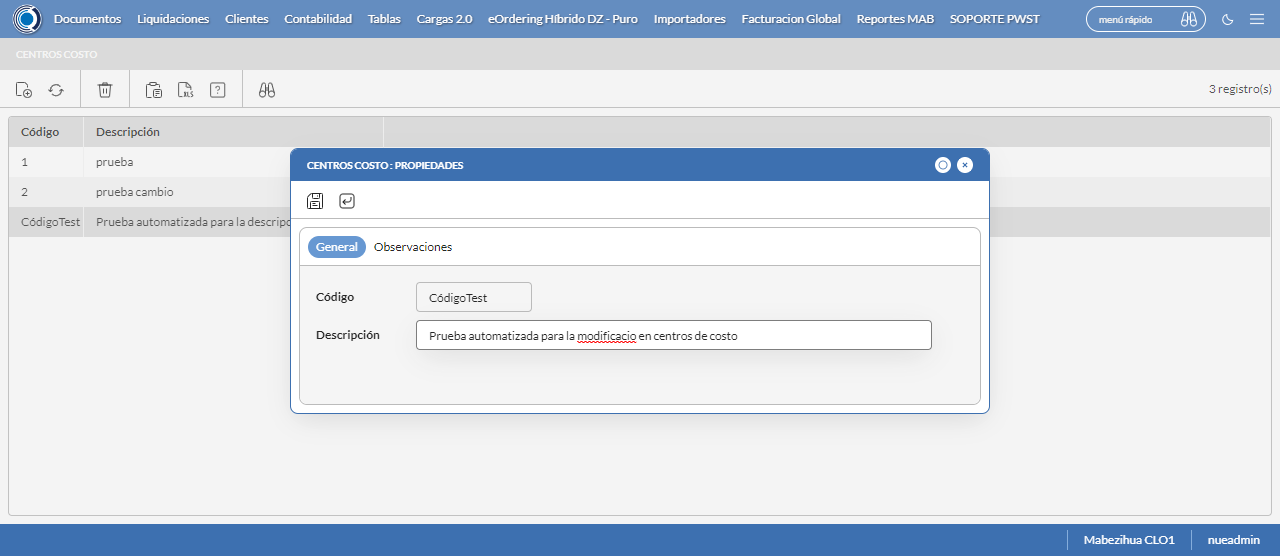 Documentos Liquidaciones Clientes Contabilidad Tablas Cargas 2.0 eOrdering Híbrido DZ - Puro Importadores Facturacion Global Reportes MAB SOPORTE PWST menú rápido
CENTROS COSTO
XLS ? 3 registro(s)
Código Descripción
1 prueba
2 prueba cambio
CódigoTest Prueba automatizada para la descripc
CENTROS COSTO : PROPIEDADES
General Observaciones
Código CódigoTest
Descripción Prueba automatizada para la modificacio en centros de costo
Mabezihua CLO1 nueadmin